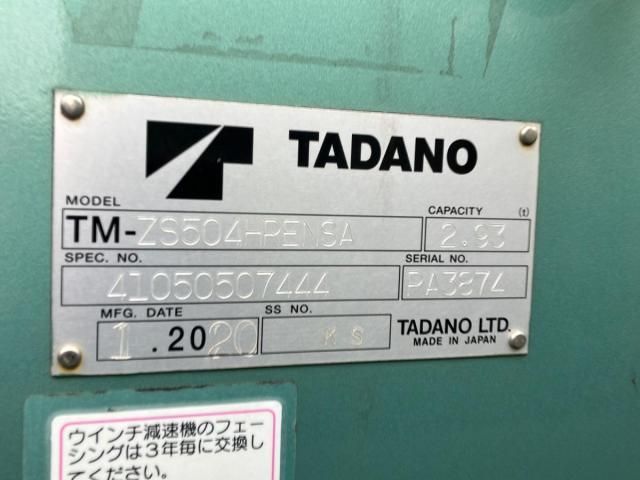 TADANO
MODEL
TM-ZS504HRENSA
CAPACITY (t)
2.93
SPEC. NO.
41050507444
SERIAL NO.
PA3874
MFG. DATE
1.2020
SS NO.
KS
TADANO LTD.
MADE IN JAPAN
ウインチ減速機のフェー
シングは3年毎に交換し
てください。